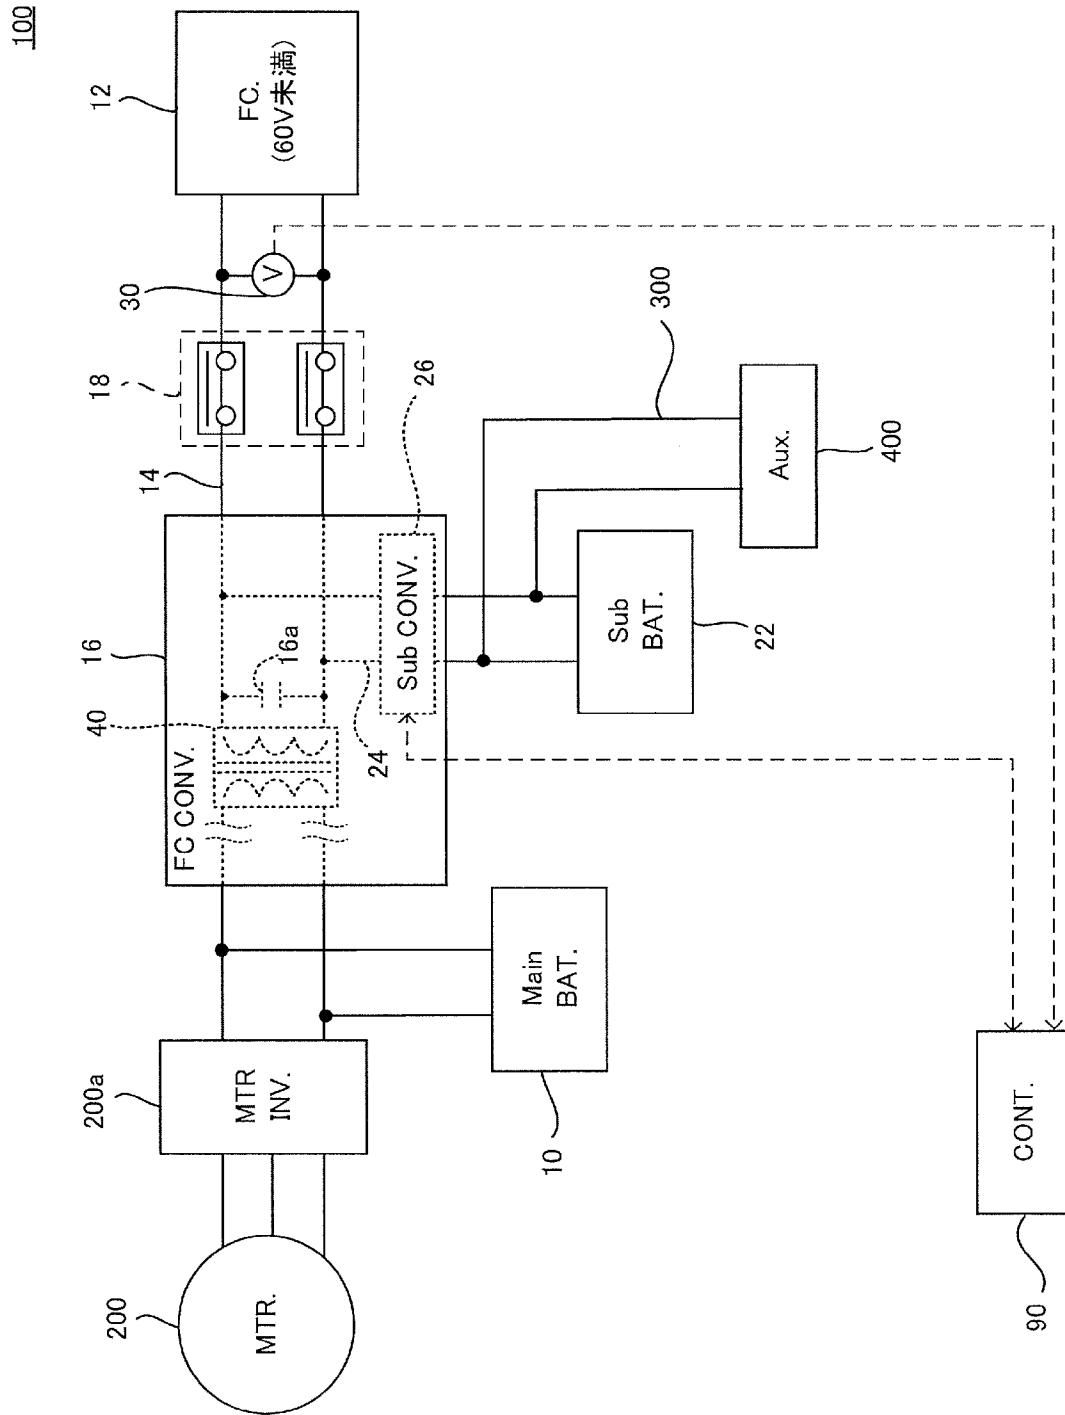 100
200
MTR.
200a
MTR
INV.
10
Main
BAT.
16
FC CONV.
40
16a
24
Sub CONV.
26
14
18
30
V
12
FC.
(60V未満)
Sub
BAT.
22
300
Aux.
400
CONT.
90